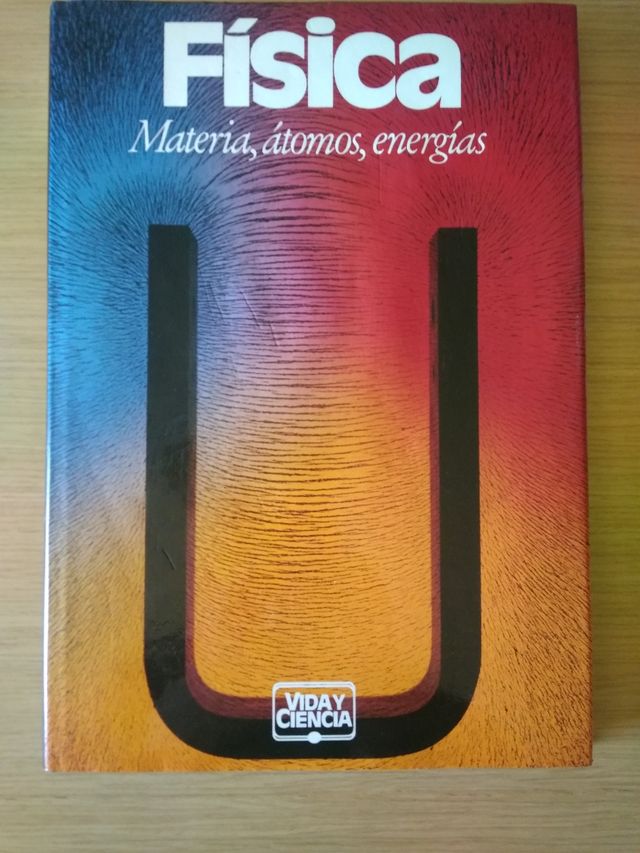 Física
Materia, átomos, energías
VIDA Y
CIENCIA